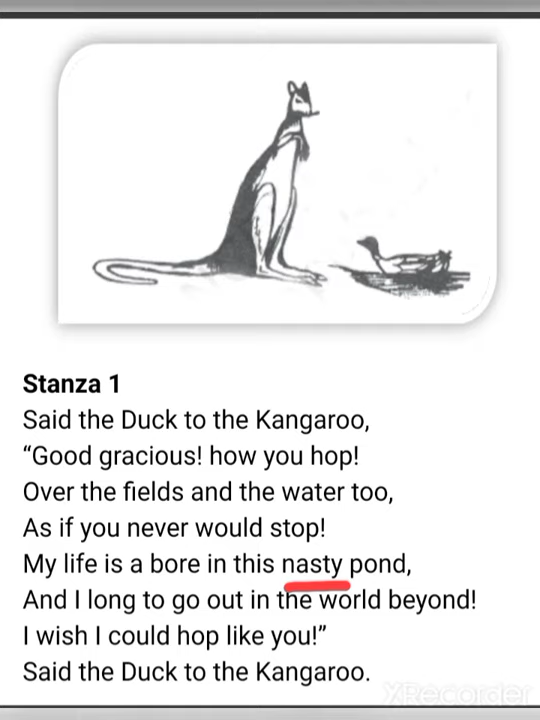 Stanza 1
Said the Duck to the Kangaroo,
“Good gracious! how you hop!
Over the fields and the water too,
As if you never would stop!
My life is a bore in this nasty pond,
And I long to go out in the world beyond!
I wish I could hop like you!”
Said the Duck to the Kangaroo.
XRecorder